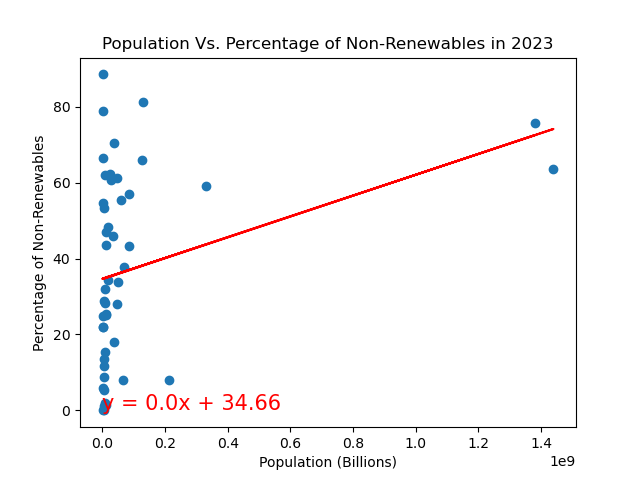 Population Vs. Percentage of Non-Renewables in 2023
Percentage of Non-Renewables
80
60
40
20
0
y = 0.0x + 34.66
0.0 0.2 0.4 0.6 0.8 1.0 1.2 1.4
1e9
Population (Billions)